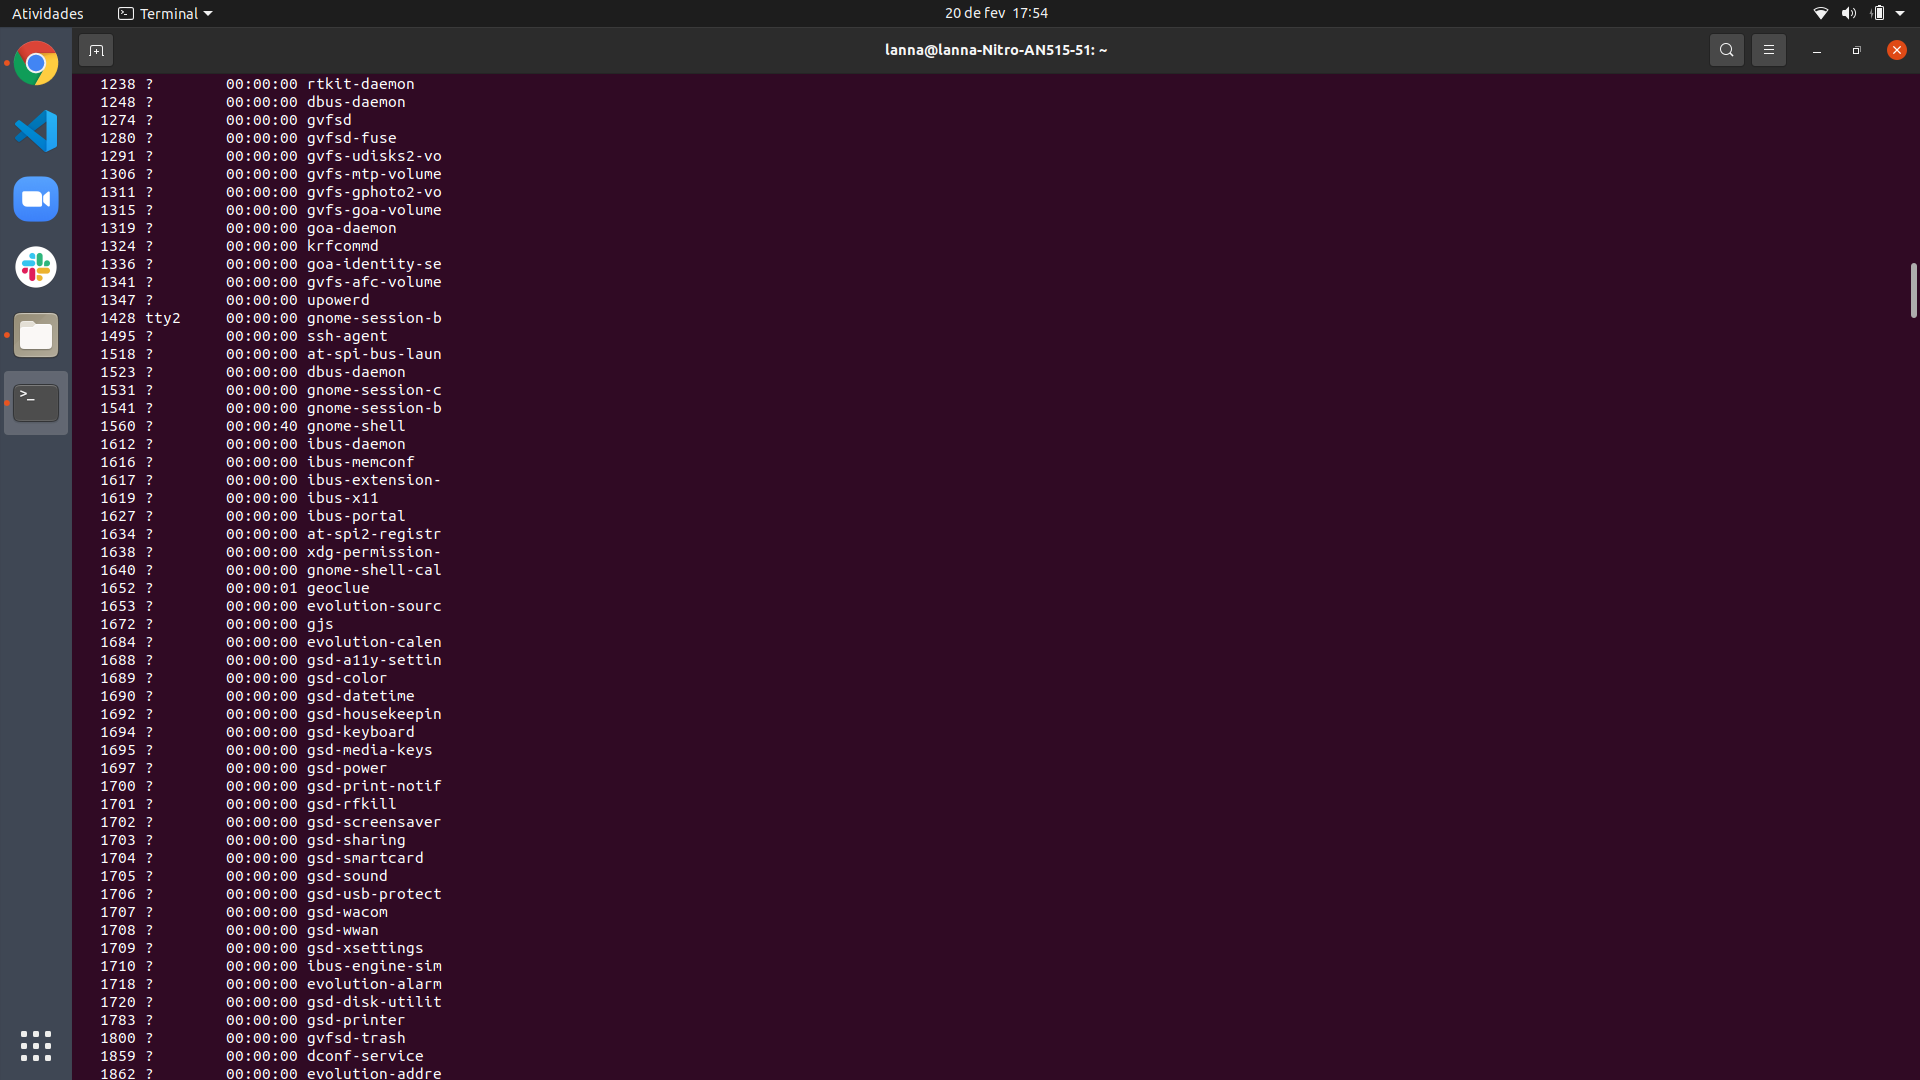 Atividades Terminal 20 de fev 17:54
lanna@lanna-Nitro-AN515-51: ~
1238 ? 00:00:00 rtkit-daemon
1248 ? 00:00:00 dbus-daemon
1274 ? 00:00:00 gvfsd
1280 ? 00:00:00 gvfsd-fuse
1291 ? 00:00:00 gvfs-udisks2-vo
1306 ? 00:00:00 gvfs-mtp-volume
1311 ? 00:00:00 gvfs-gphoto2-vo
1315 ? 00:00:00 gvfs-goa-volume
1319 ? 00:00:00 goa-daemon
1324 ? 00:00:00 krfcommd
1336 ? 00:00:00 goa-identity-se
1341 ? 00:00:00 gvfs-afc-volume
1347 ? 00:00:00 upowerd
1428 tty2 00:00:00 gnome-session-b
1495 ? 00:00:00 ssh-agent
1518 ? 00:00:00 at-spi-bus-laun
1523 ? 00:00:00 dbus-daemon
1531 ? 00:00:00 gnome-session-c
1541 ? 00:00:00 gnome-session-b
1560 ? 00:00:40 gnome-shell
1612 ? 00:00:00 ibus-daemon
1616 ? 00:00:00 ibus-memconf
1617 ? 00:00:00 ibus-extension-
1619 ? 00:00:00 ibus-x11
1627 ? 00:00:00 ibus-portal
1634 ? 00:00:00 at-spi2-registr
1638 ? 00:00:00 xdg-permission-
1640 ? 00:00:00 gnome-shell-cal
1652 ? 00:00:01 geoclue
1653 ? 00:00:00 evolution-sourc
1672 ? 00:00:00 gjs
1684 ? 00:00:00 evolution-calen
1688 ? 00:00:00 gsd-a11y-settin
1689 ? 00:00:00 gsd-color
1690 ? 00:00:00 gsd-datetime
1692 ? 00:00:00 gsd-housekeepin
1694 ? 00:00:00 gsd-keyboard
1695 ? 00:00:00 gsd-media-keys
1697 ? 00:00:00 gsd-power
1700 ? 00:00:00 gsd-print-notif
1701 ? 00:00:00 gsd-rfkill
1702 ? 00:00:00 gsd-screensaver
1703 ? 00:00:00 gsd-sharing
1704 ? 00:00:00 gsd-smartcard
1705 ? 00:00:00 gsd-sound
1706 ? 00:00:00 gsd-usb-protect
1707 ? 00:00:00 gsd-wacom
1708 ? 00:00:00 gsd-wwan
1709 ? 00:00:00 gsd-xsettings
1710 ? 00:00:00 ibus-engine-sim
1718 ? 00:00:00 evolution-alarm
1720 ? 00:00:00 gsd-disk-utilit
1783 ? 00:00:00 gsd-printer
1800 ? 00:00:00 gvfsd-trash
1859 ? 00:00:00 dconf-service
1862 ? 00:00:00 evolution-addre